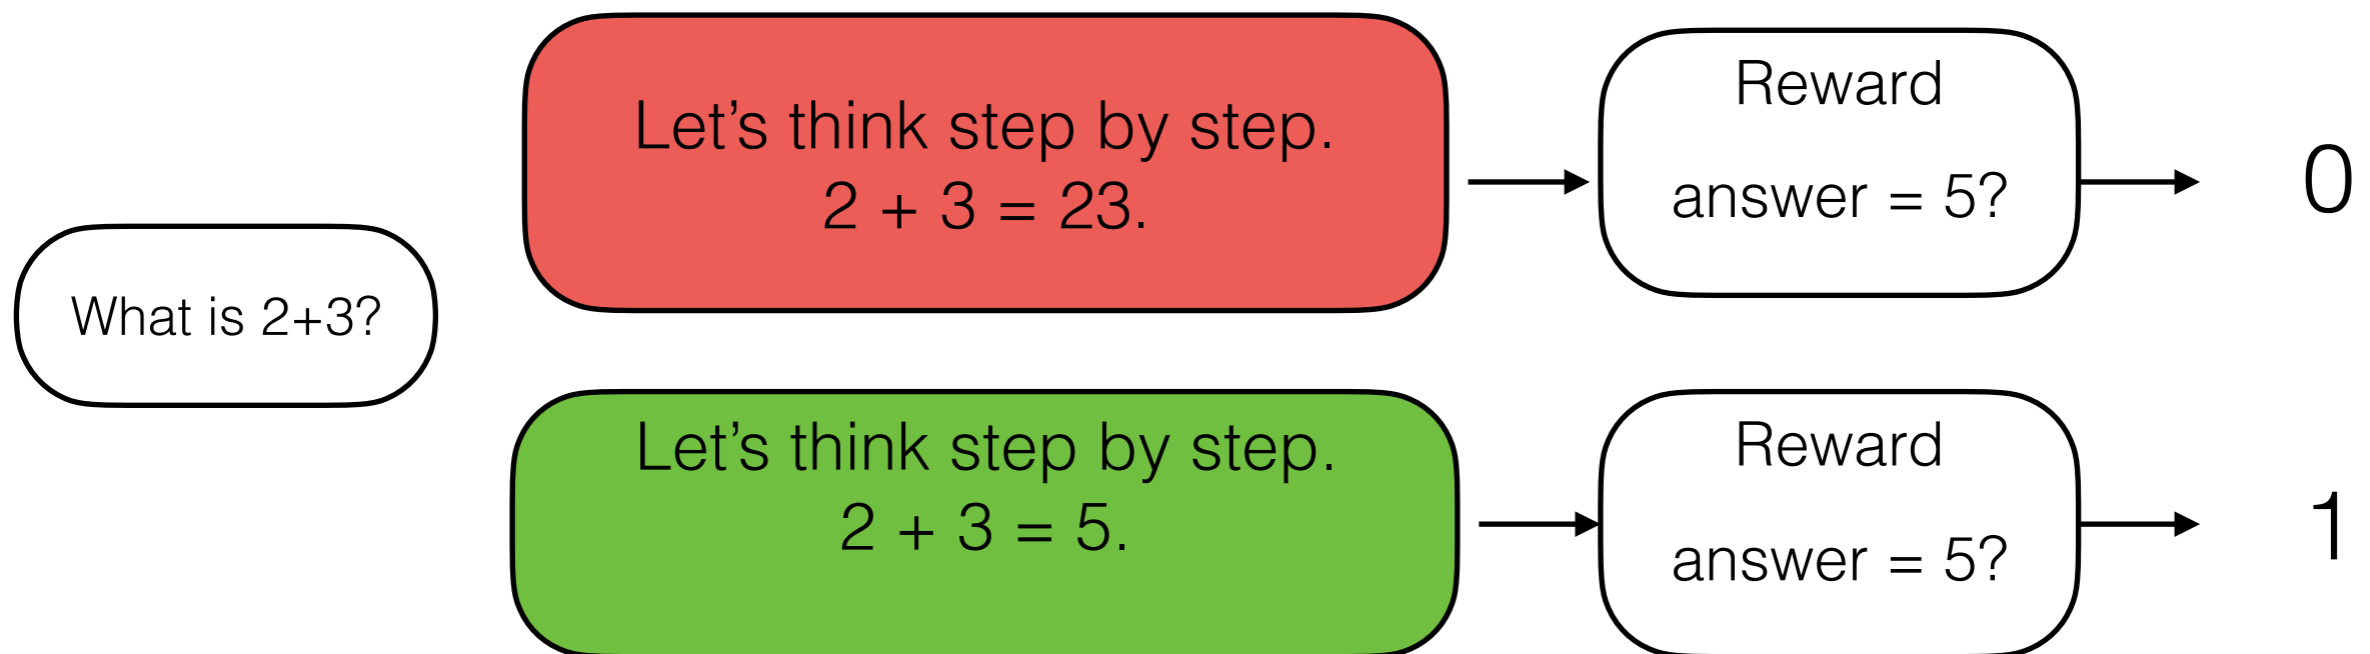 What is 2+3?
Let’s think step by step.
2 + 3 = 23.
Reward
answer = 5?
0
Let’s think step by step.
2 + 3 = 5.
Reward
answer = 5?
1